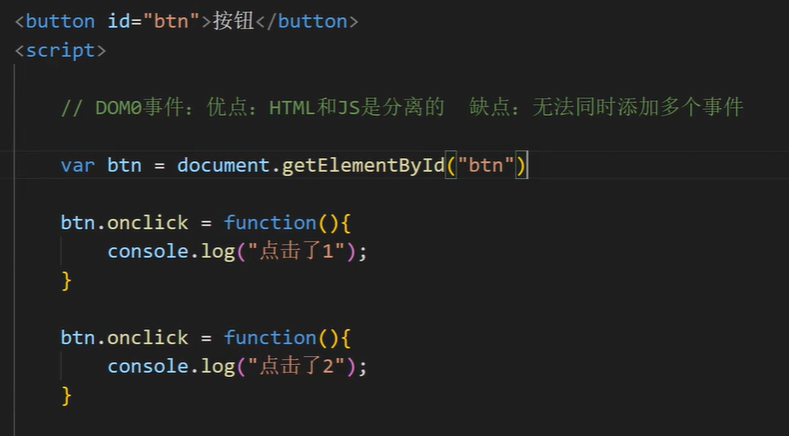 <button id="btn">按钮</button>
<script>
// DOM0事件：优点：HTML和JS是分离的  缺点：无法同时添加多个事件
var btn = document.getElementById("btn")
btn.onclick = function(){
console.log("点击了1");
}
btn.onclick = function(){
console.log("点击了2");
}